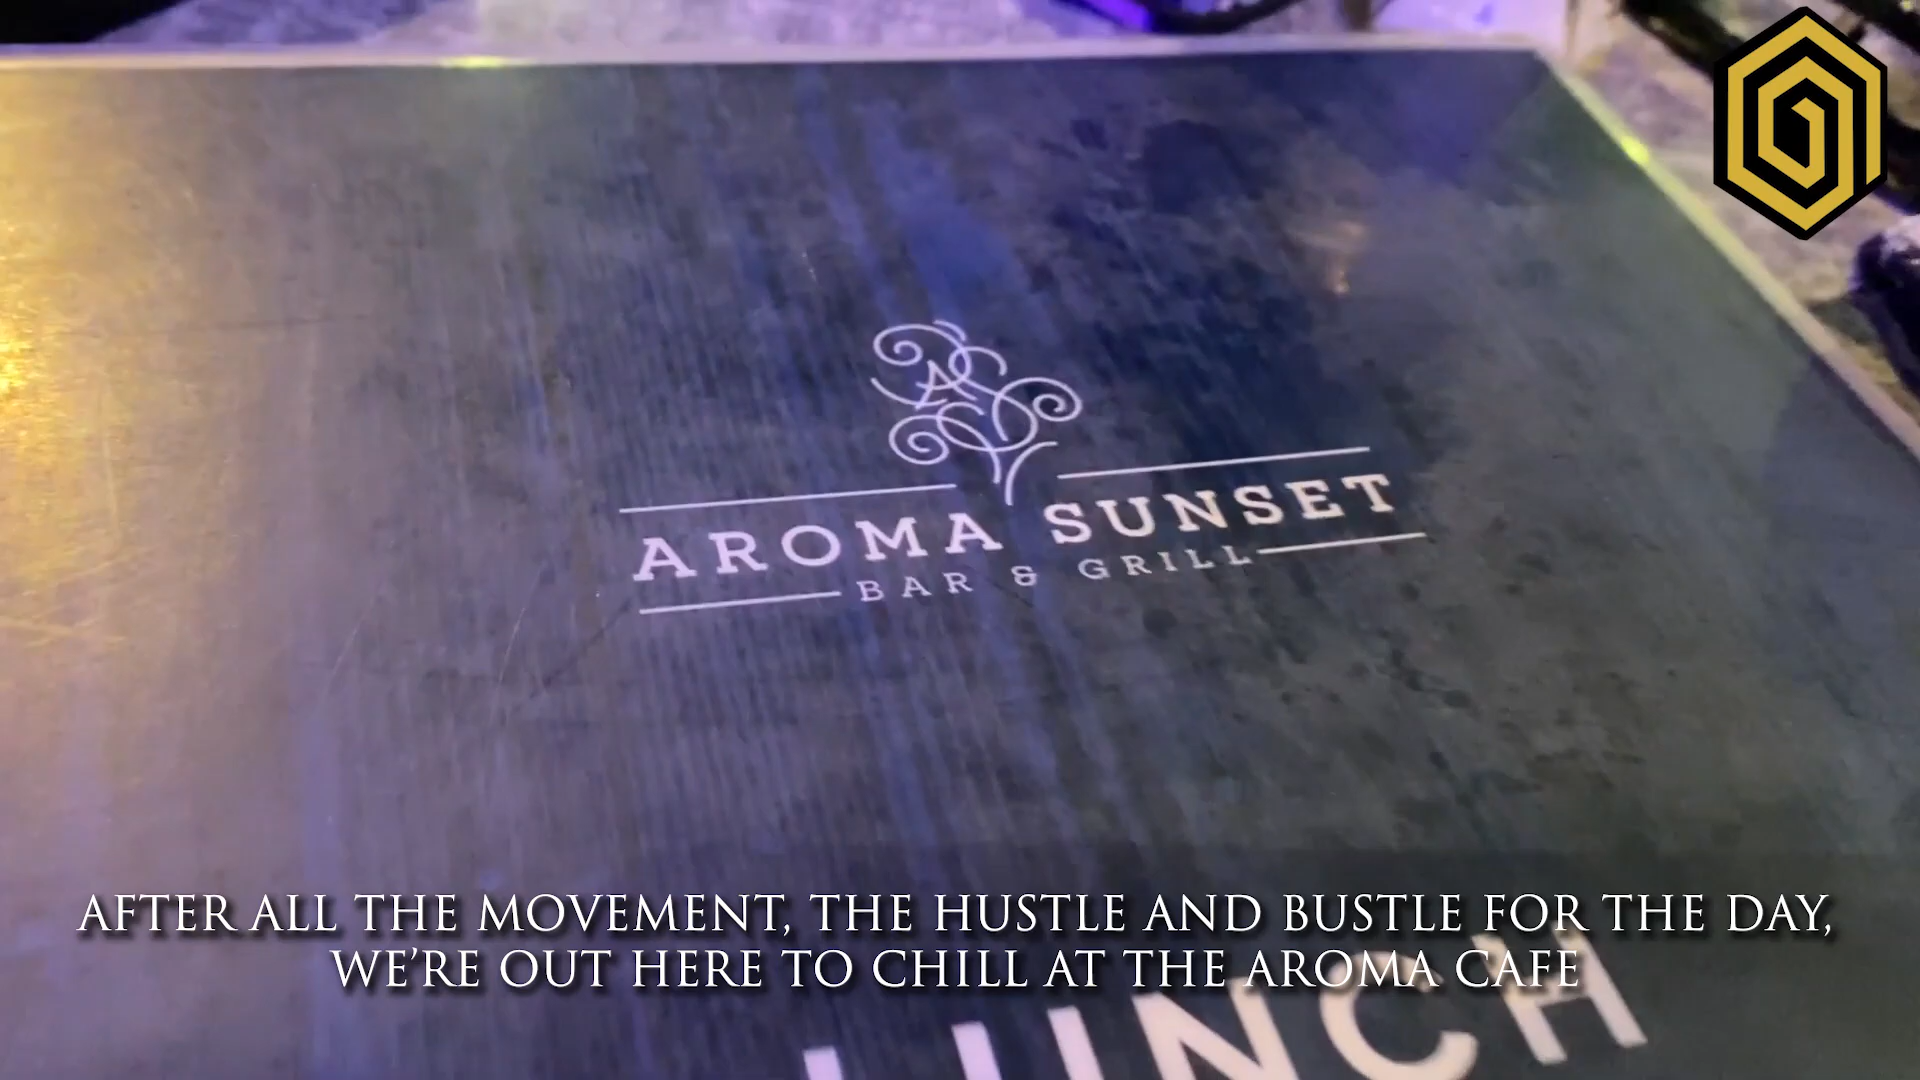 A
AROMA SUNSET
BAR & GRILL
AFTER ALL THE MOVEMENT, THE HUSTLE AND BUSTLE FOR THE DAY,
WE'RE OUT HERE TO CHILL AT THE AROMA CAFE
LUNCH